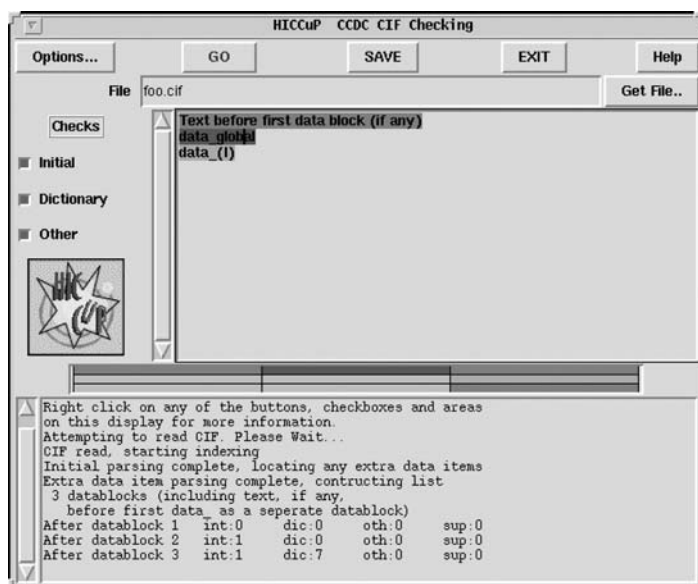 HICCuP CCDC CIF Checking
Options... GO SAVE EXIT Help
File foo.cif Get File..
Checks
Text before first data block (if any)
data_global
data_(I)
Initial
Dictionary
Other
HIC
CUP
Right click on any of the buttons, checkboxes and areas
on this display for more information.
Attempting to read CIF. Please Wait...
CIF read, starting indexing
Initial parsing complete, locating any extra data items
Extra data item parsing complete, contructing list
3 datablocks (including text, if any,
before first data_ as a seperate datablock)
After datablock 1 int:0 dic:0 oth:0 sup:0
After datablock 2 int:1 dic:0 oth:0 sup:0
After datablock 3 int:1 dic:7 oth:0 sup:0